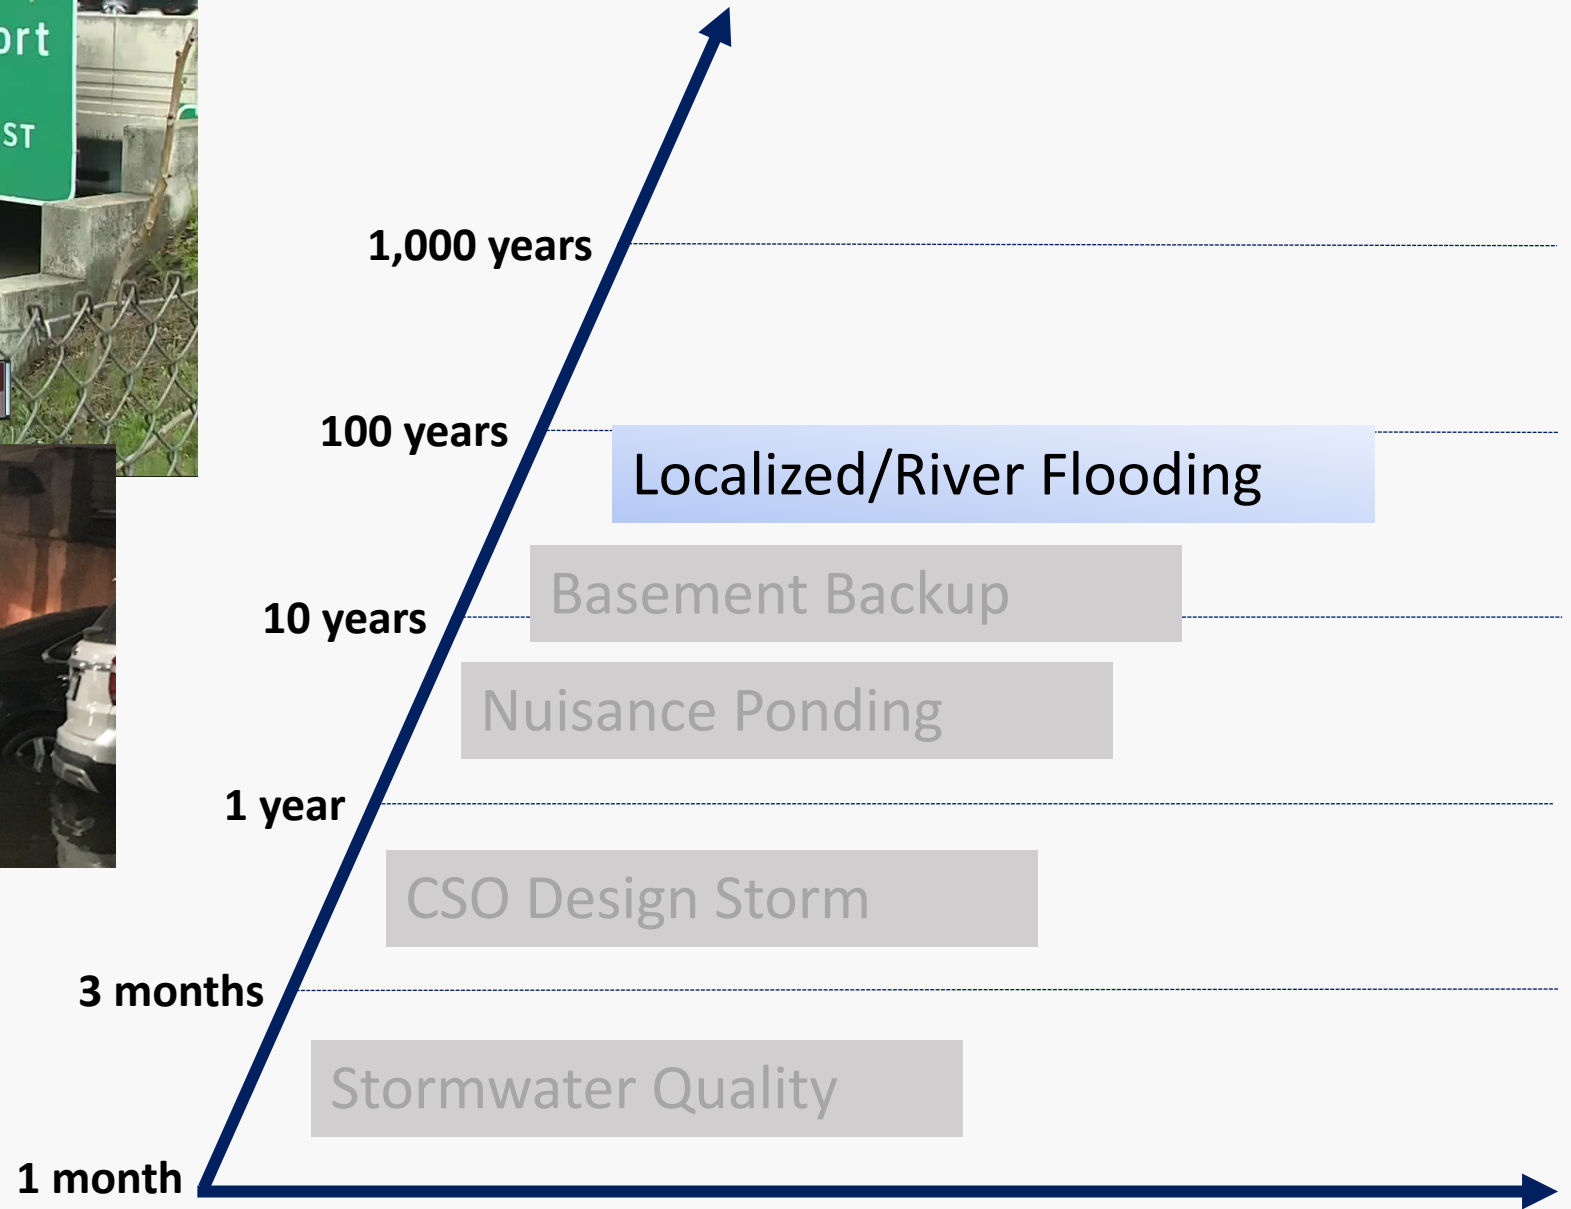 ST
1,000 years
100 years
Localized/River Flooding
Basement Backup
10 years
Nuisance Ponding
1 year
CSO Design Storm
3 months
Stormwater Quality
1 month